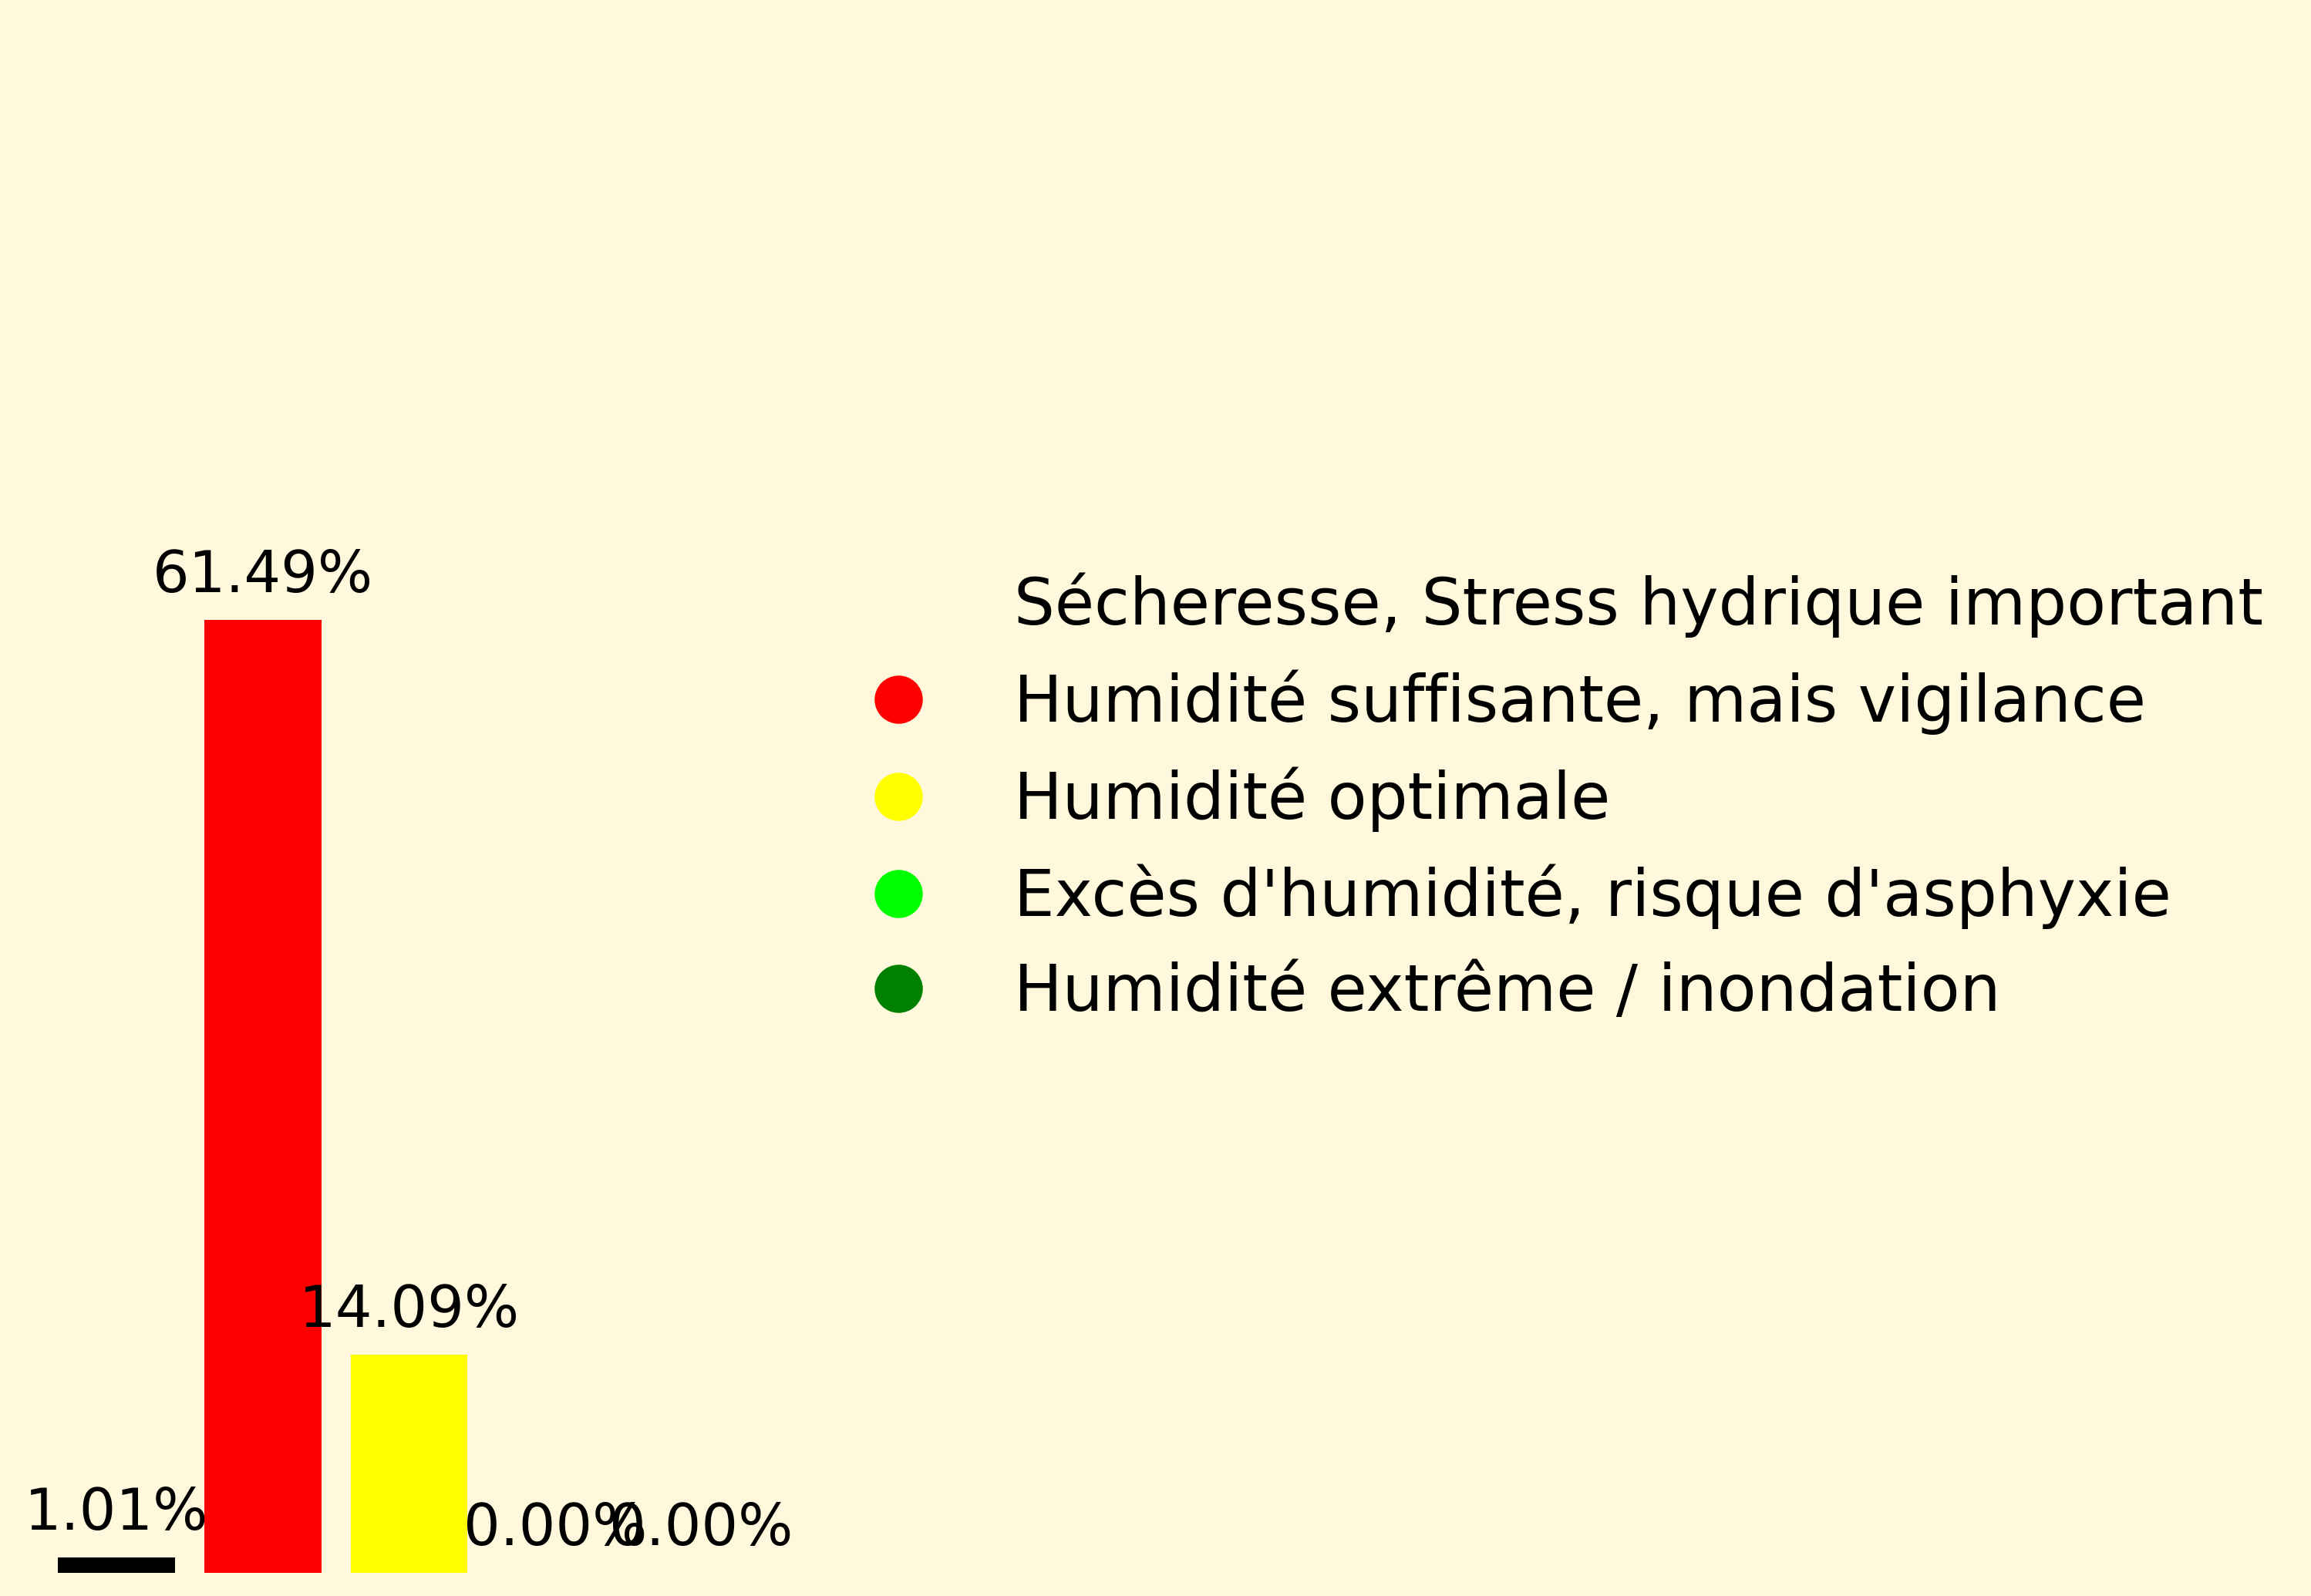 61.49%
14.09%
1.01%
0.00%
0.00%
Sécheresse, Stress hydrique important
Humidité suffisante, mais vigilance
Humidité optimale
Excès d'humidité, risque d'asphyxie
Humidité extrême / inondation